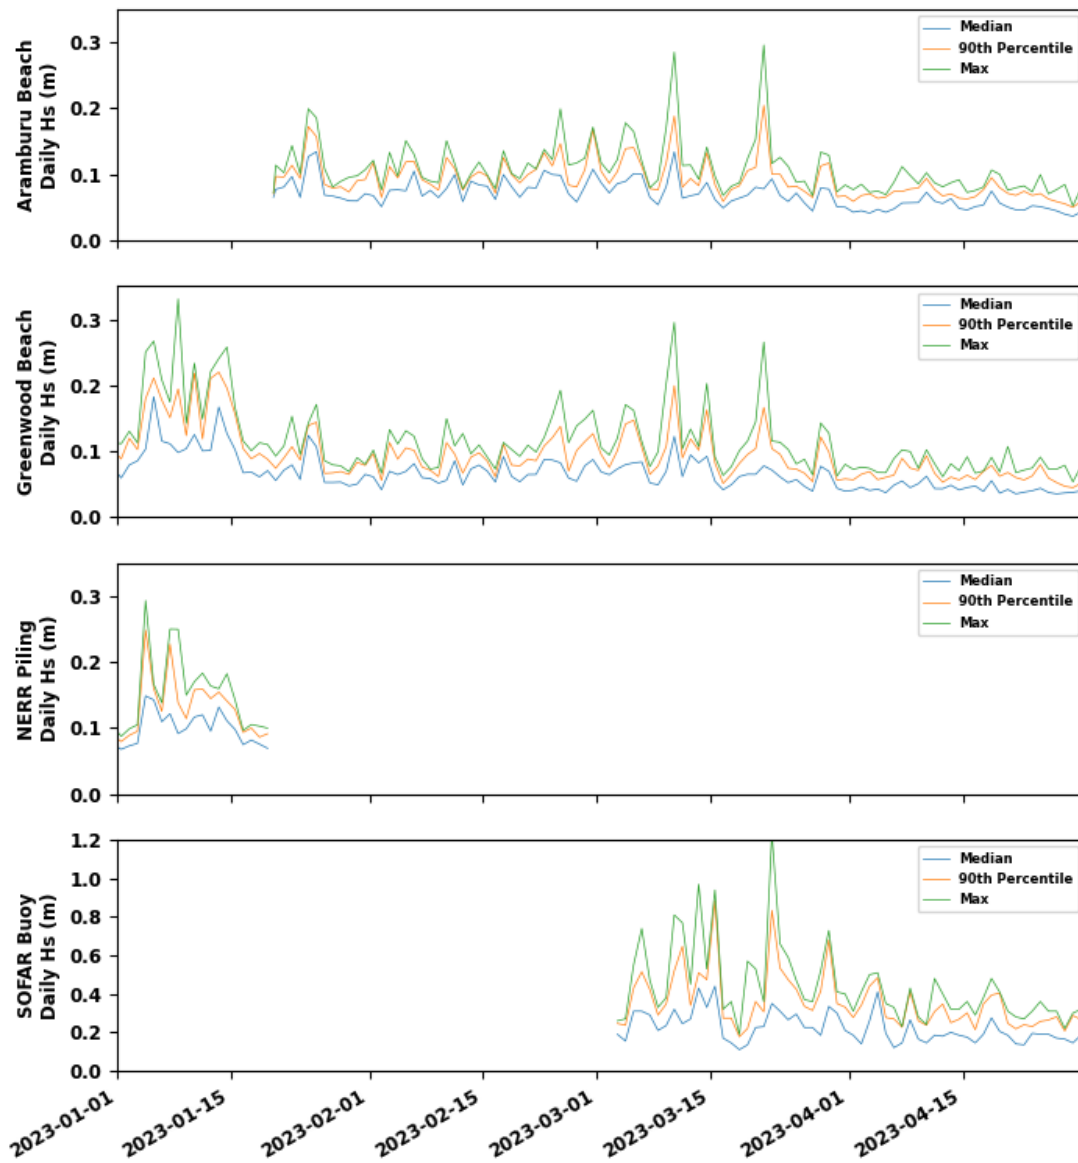 Aramburu Beach
Daily Hs (m)
0.3
0.2
0.1
0.0
Median
90th Percentile
Max
Greenwood Beach
Daily Hs (m)
0.3
0.2
0.1
0.0
Median
90th Percentile
Max
NERR Piling
Daily Hs (m)
0.3
0.2
0.1
0.0
Median
90th Percentile
Max
SOFAR Buoy
Daily Hs (m)
1.2
1.0
0.8
0.6
0.4
0.2
0.0
Median
90th Percentile
Max
2023-01-01
2023-01-15
2023-02-01
2023-02-15
2023-03-01
2023-03-15
2023-04-01
2023-04-15